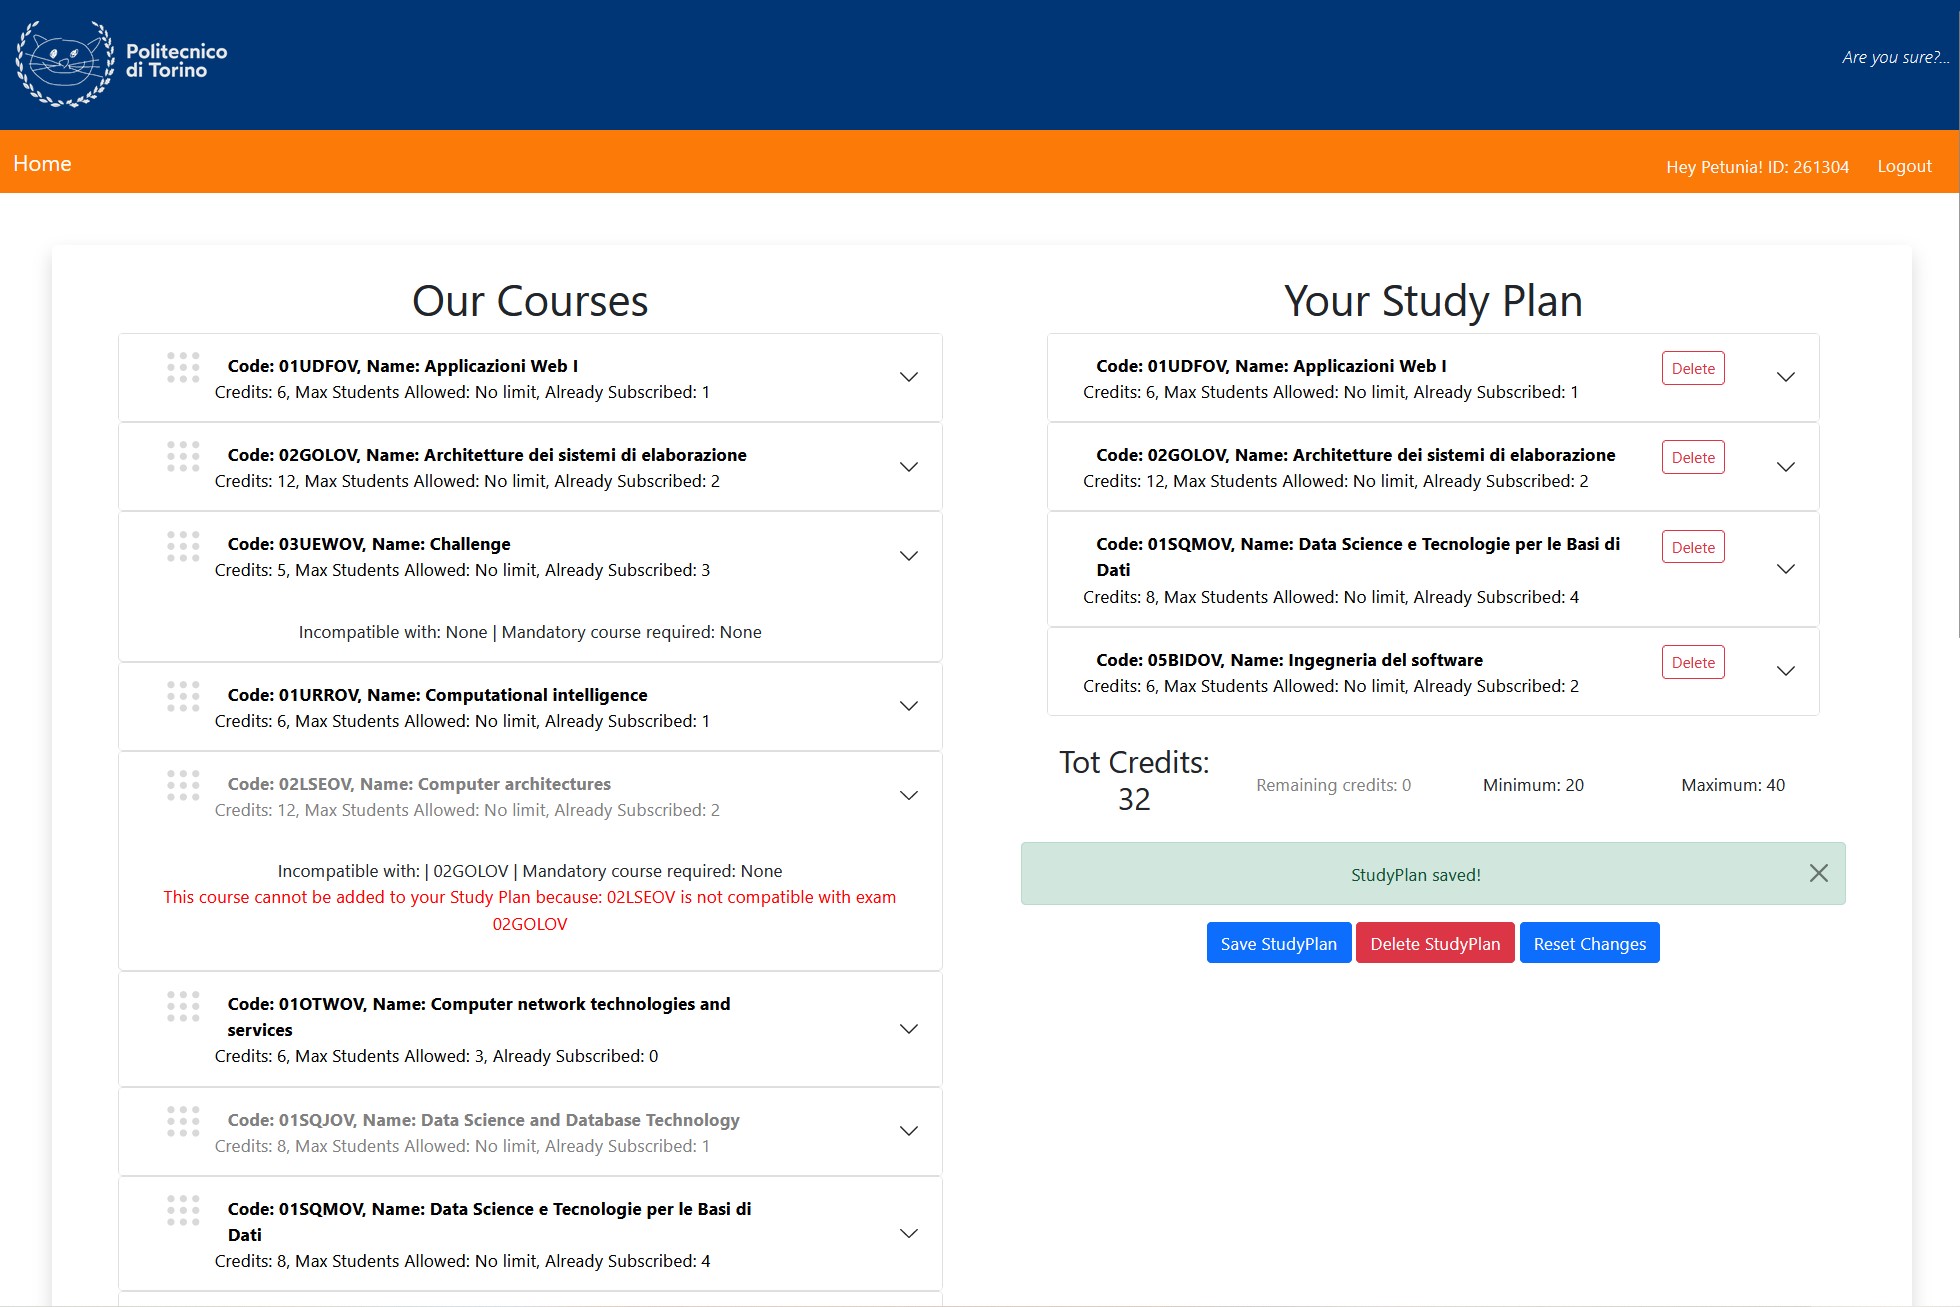 Politecnico
di Torino
Are you sure?...
Home
Hey Petunia! ID: 261304
Logout
Our Courses
Code: 01UDFOV, Name: Applicazioni Web I
Credits: 6, Max Students Allowed: No limit, Already Subscribed: 1
Code: 02GOLOV, Name: Architetture dei sistemi di elaborazione
Credits: 12, Max Students Allowed: No limit, Already Subscribed: 2
Code: 03UEWOV, Name: Challenge
Credits: 5, Max Students Allowed: No limit, Already Subscribed: 3
Incompatible with: None | Mandatory course required: None
Code: 01URROV, Name: Computational intelligence
Credits: 6, Max Students Allowed: No limit, Already Subscribed: 1
Code: 02LSEOV, Name: Computer architectures
Credits: 12, Max Students Allowed: No limit, Already Subscribed: 2
Incompatible with: | 02GOLOV | Mandatory course required: None
This course cannot be added to your Study Plan because: 02LSEOV is not compatible with exam
02GOLOV
Code: 01OTWOV, Name: Computer network technologies and
services
Credits: 6, Max Students Allowed: 3, Already Subscribed: 0
Code: 01SQJOV, Name: Data Science and Database Technology
Credits: 8, Max Students Allowed: No limit, Already Subscribed: 1
Code: 01SQMOV, Name: Data Science e Tecnologie per le Basi di
Dati
Credits: 8, Max Students Allowed: No limit, Already Subscribed: 4
Your Study Plan
Code: 01UDFOV, Name: Applicazioni Web I
Delete
Credits: 6, Max Students Allowed: No limit, Already Subscribed: 1
Code: 02GOLOV, Name: Architetture dei sistemi di elaborazione
Delete
Credits: 12, Max Students Allowed: No limit, Already Subscribed: 2
Code: 01SQMOV, Name: Data Science e Tecnologie per le Basi di
Dati
Delete
Credits: 8, Max Students Allowed: No limit, Already Subscribed: 4
Code: 05BIDOV, Name: Ingegneria del software
Delete
Credits: 6, Max Students Allowed: No limit, Already Subscribed: 2
Tot Credits:
32
Remaining credits: 0
Minimum: 20
Maximum: 40
StudyPlan saved!
Save StudyPlan
Delete StudyPlan
Reset Changes